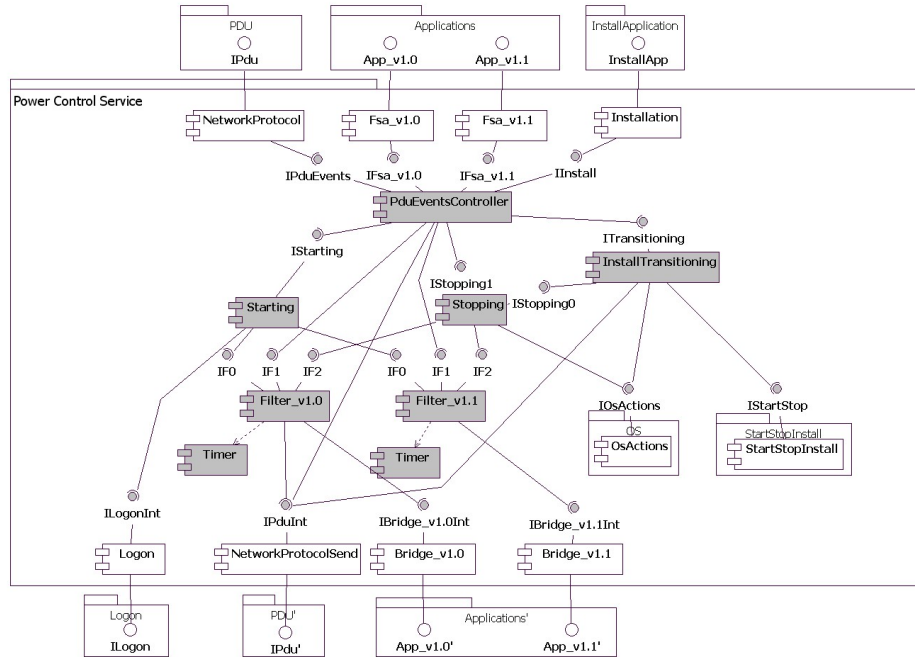 PDU
Applications
InstallApplication
IPdu
App_v1.0
App_v1.1
InstallApp
Power Control Service
NetworkProtocol
Fsa_v1.0
Fsa_v1.1
Installation
IPduEvents
IFsa_v1.0
IFsa_v1.1
IInstall
PduEventsController
IStarting
ITransitioning
InstallTransitioning
IStopping1
Starting
Stopping
IStopping0
IF0
IF1
IF2
IF0
IF1
IF2
Filter_v1.0
Filter_v1.1
IOsActions
IStartStop
OS
StartStopInstall
Timer
Timer
OsActions
StartStopInstall
ILogonInt
IPduInt
IBridge_v1.0Int
IBridge_v1.1Int
Logon
NetworkProtocolSend
Bridge_v1.0
Bridge_v1.1
Logon
PDU'
Applications'
ILogon
IPdu'
App_v1.0'
App_v1.1'